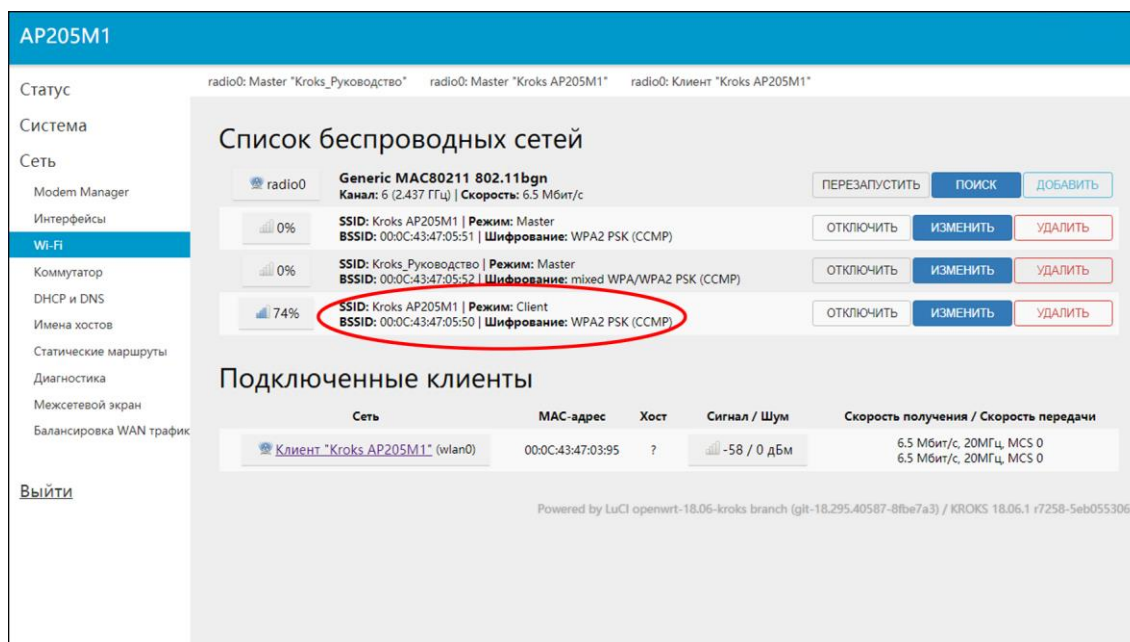 AP205M1
Статус
Система
Сеть
Modem Manager
Интерфейсы
Wi-Fi
Коммутатор
DHCP и DNS
Имена хостов
Статические маршруты
Диагностика
Межсетевой экран
Балансировка WAN трафик
Выйти
radio0: Master "Kroks_Руководство" radio0: Master "Kroks AP205M1" radio0: Клиент "Kroks AP205M1"
Список беспроводных сетей
radio0
Generic MAC80211 802.11bgn
Канал: 6 (2.437 ГГц) | Скорость: 6.5 Мбит/с
ПЕРЕЗАПУСТИТЬ ПОИСК ДОБАВИТЬ
0%
SSID: Kroks AP205M1 | Режим: Master
BSSID: 00:0C:43:47:05:51 | Шифрование: WPA2 PSK (CCMP)
ОТКЛЮЧИТЬ ИЗМЕНИТЬ УДАЛИТЬ
0%
SSID: Kroks_Руководство | Режим: Master
BSSID: 00:0C:43:47:05:52 | Шифрование: mixed WPA/WPA2 PSK (CCMP)
ОТКЛЮЧИТЬ ИЗМЕНИТЬ УДАЛИТЬ
74%
SSID: Kroks AP205M1 | Режим: Client
BSSID: 00:0C:43:47:05:50 | Шифрование: WPA2 PSK (CCMP)
ОТКЛЮЧИТЬ ИЗМЕНИТЬ УДАЛИТЬ
Подключенные клиенты
Сеть MAC-адрес Хост Сигнал / Шум Скорость получения / Скорость передачи
Клиент "Kroks AP205M1" (wlan0) 00:0C:43:47:03:95 ? -58 / 0 дБм 6.5 Мбит/с, 20МГц, MCS 0
6.5 Мбит/с, 20МГц, MCS 0
Powered by LuCI openwrt-18.06-kroks branch (git-18.295.40587-8fbe7a3) / KROKS 18.06.1 r7258-5eb055306